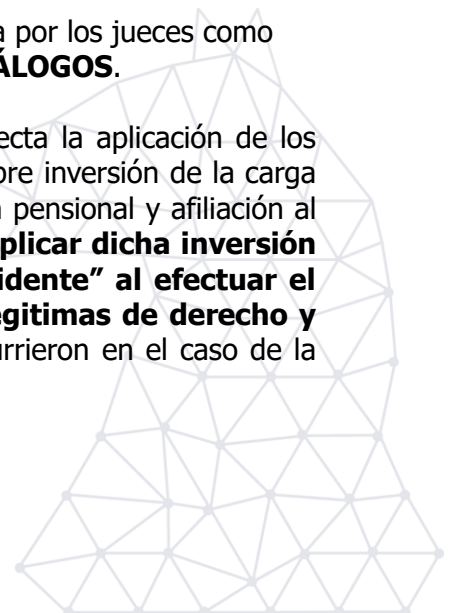 a por los jueces como
ÁLOGOS.
ecta la aplicación de los
bre inversión de la carga
n pensional y afiliación al
plicar dicha inversión
idente” al efectuar el
egitimas de derecho y
urrieron en el caso de la